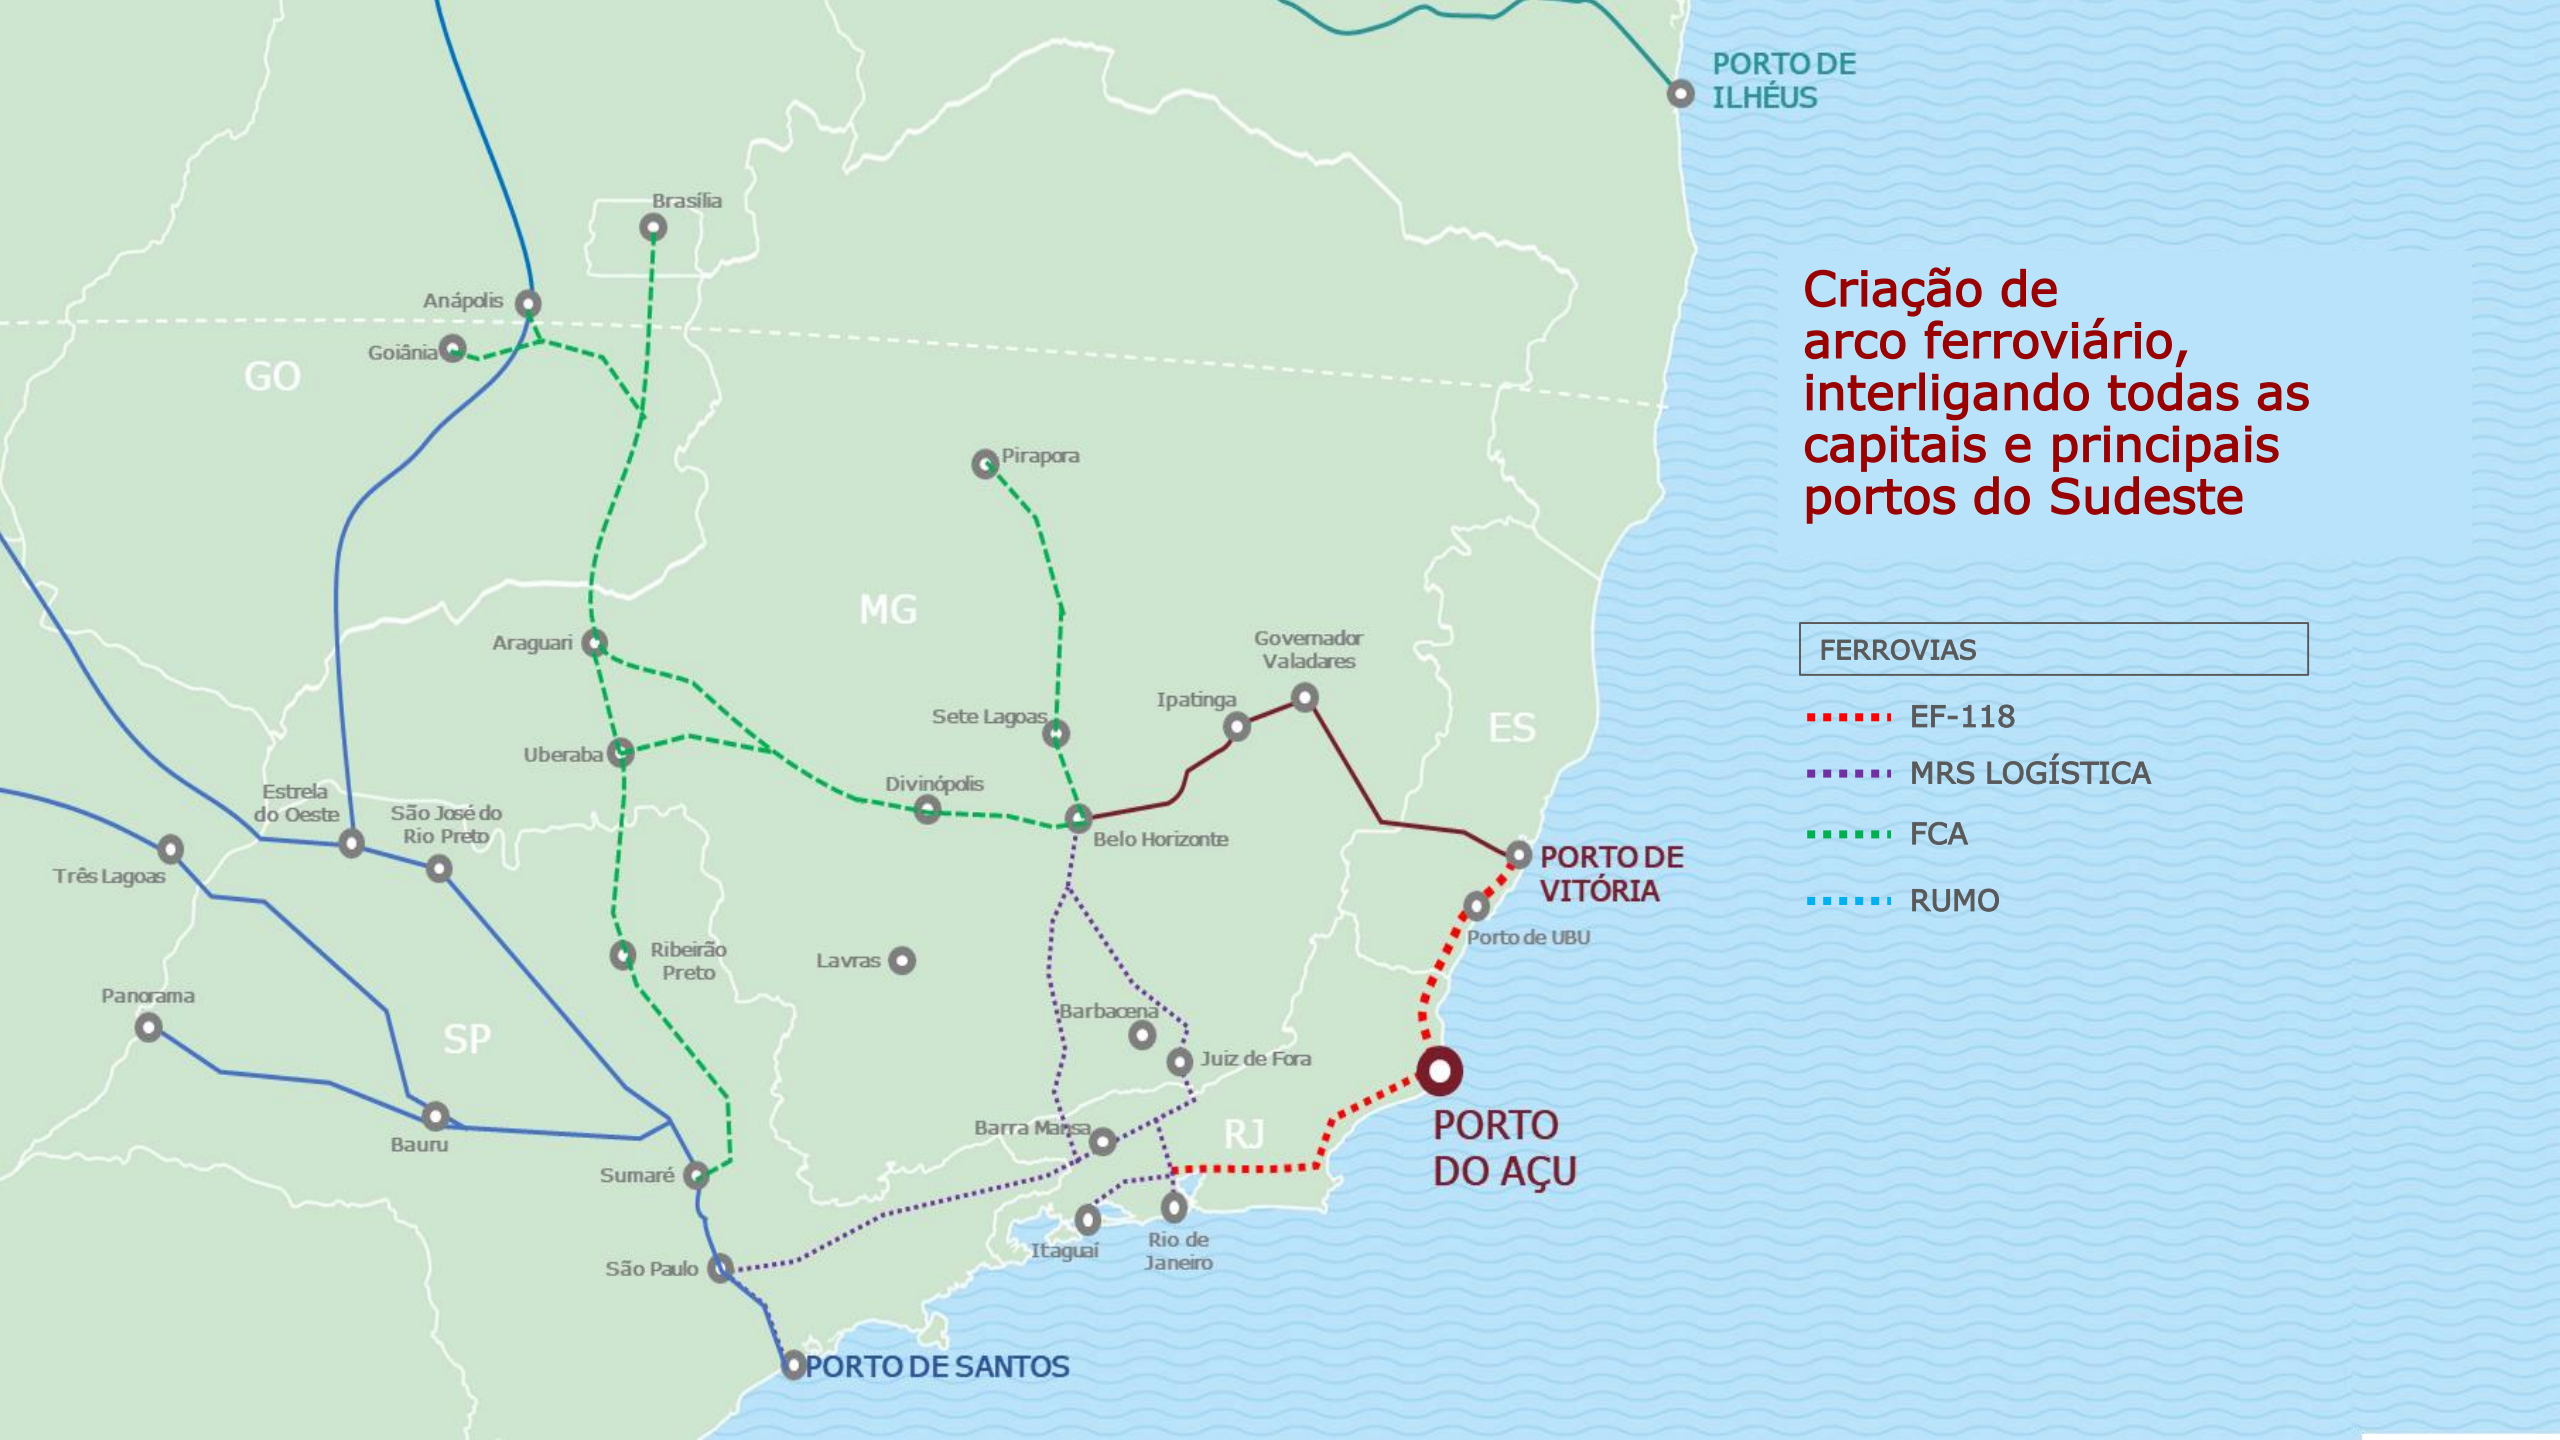 PORTO DE
ILHÉUS
Brasília
Anápolis
Goiânia
GO
Criação de
arco ferroviário,
interligando todas as
capitais e principais
portos do Sudeste
Pirapora
MG
Araguari
Governador
Valadares
Ipatinga
Sete Lagoas
ES
Uberaba
Divinópolis
Estrela
do Oeste
São José do
Rio Preto
Belo Horizonte
Três Lagoas
PORTO DE
VITÓRIA
Porto de UBU
FERROVIAS
EF-118
MRS LOGÍSTICA
FCA
RUMO
Ribeirão
Preto
Lavras
Panorama
SP
Barbacena
Juiz de Fora
Barra Mansa
RJ
PORTO
DO AÇU
Bauru
Sumaré
Itaguaí
Rio de
Janeiro
São Paulo
PORTO DE SANTOS